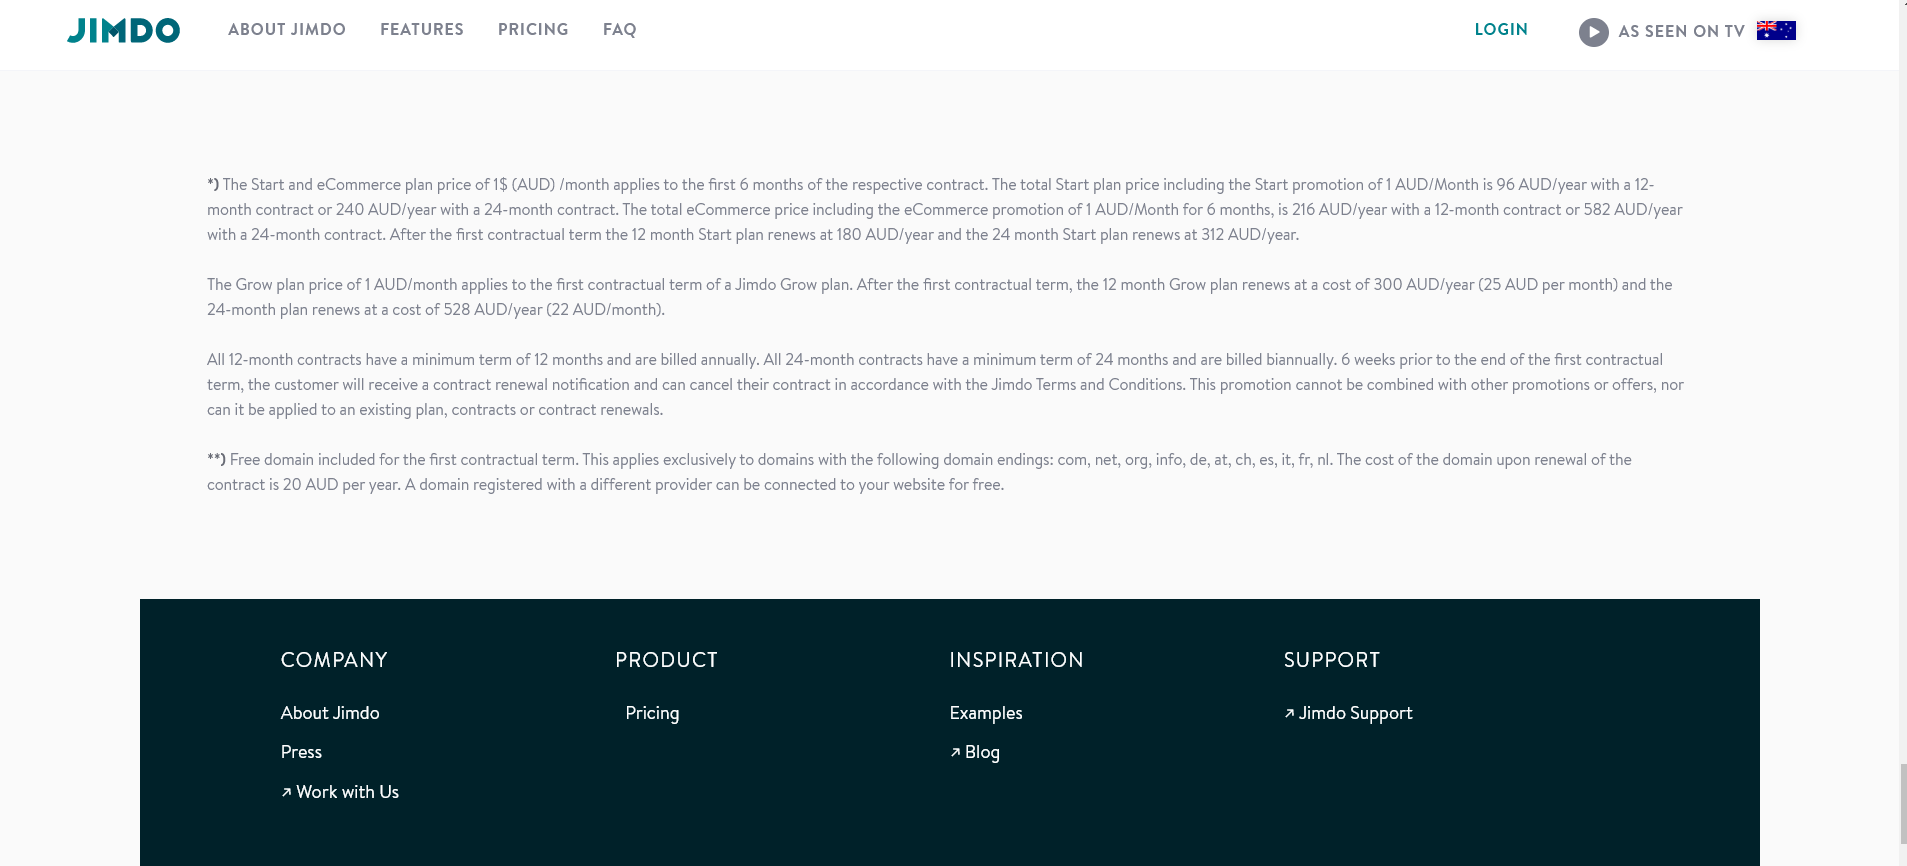 JIMDO ABOUT JIMDO FEATURES PRICING FAQ LOGIN AS SEEN ON TV
*) The Start and eCommerce plan price of 1$ (AUD) /month applies to the first 6 months of the respective contract. The total Start plan price including the Start promotion of 1 AUD/Month is 96 AUD/year with a 12-
month contract or 240 AUD/year with a 24-month contract. The total eCommerce price including the eCommerce promotion of 1 AUD/Month for 6 months, is 216 AUD/year with a 12-month contract or 582 AUD/year
with a 24-month contract. After the first contractual term the 12 month Start plan renews at 180 AUD/year and the 24 month Start plan renews at 312 AUD/year.
The Grow plan price of 1 AUD/month applies to the first contractual term of a Jimdo Grow plan. After the first contractual term, the 12 month Grow plan renews at a cost of 300 AUD/year (25 AUD per month) and the
24-month plan renews at a cost of 528 AUD/year (22 AUD/month).
All 12-month contracts have a minimum term of 12 months and are billed annually. All 24-month contracts have a minimum term of 24 months and are billed biannually. 6 weeks prior to the end of the first contractual
term, the customer will receive a contract renewal notification and can cancel their contract in accordance with the Jimdo Terms and Conditions. This promotion cannot be combined with other promotions or offers, nor
can it be applied to an existing plan, contracts or contract renewals.
**) Free domain included for the first contractual term. This applies exclusively to domains with the following domain endings: com, net, org, info, de, at, ch, es, it, fr, nl. The cost of the domain upon renewal of the
contract is 20 AUD per year. A domain registered with a different provider can be connected to your website for free.
COMPANY
About Jimdo
Press
↗ Work with Us
PRODUCT
Pricing
INSPIRATION
Examples
↗ Blog
SUPPORT
↗ Jimdo Support